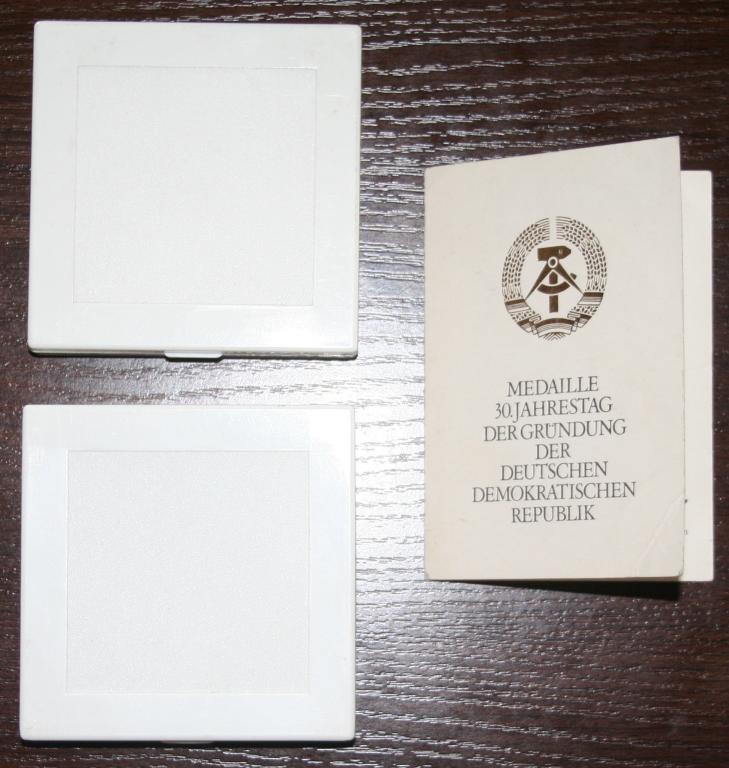 MEDAILLE
30.JAHRESTAG
DER GRÜNDUNG
DER
DEUTSCHEN
DEMOKRATISCHEN
REPUBLIK